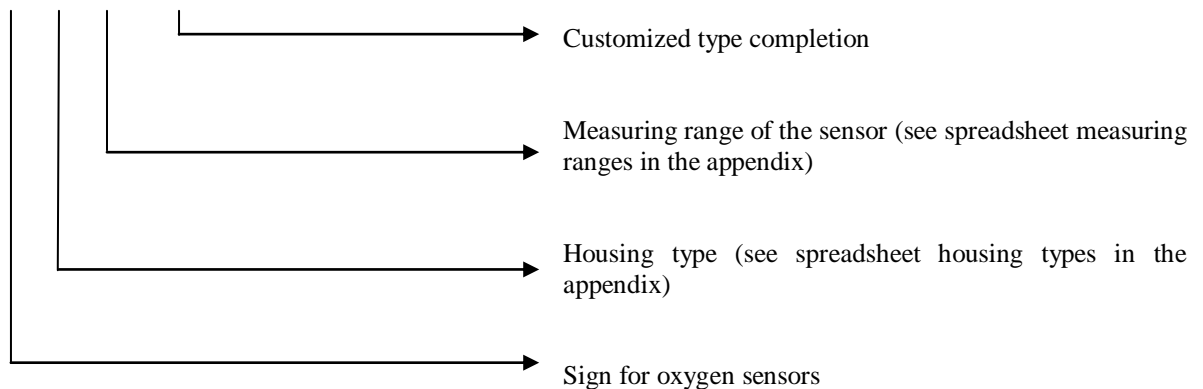 Customized type completion
Measuring range of the sensor (see spreadsheet measuring
ranges in the appendix)
Housing type (see spreadsheet housing types in the
appendix)
Sign for oxygen sensors